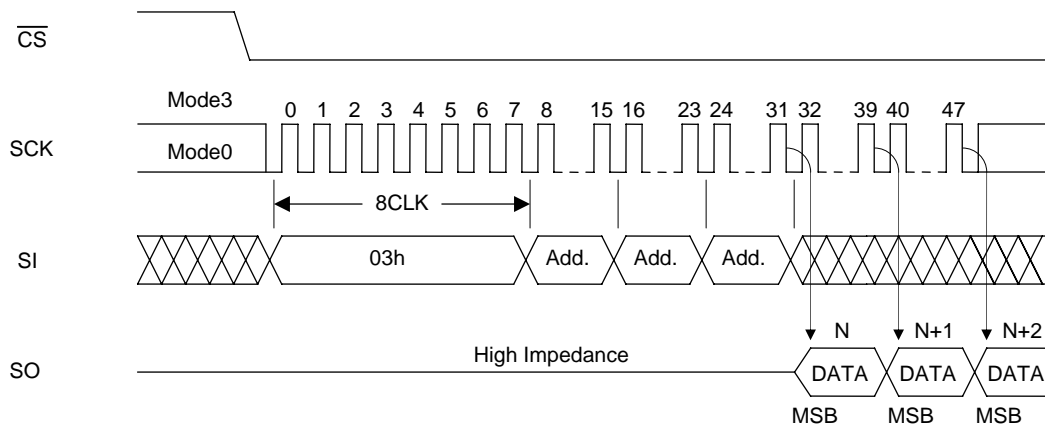 CS
Mode3
0 1 2 3 4 5 6 7 8 15 16 23 24 31 32 39 40 47
SCK
Mode0
8CLK
SI
03h Add. Add. Add.
N N+1 N+2
High Impedance
SO
DATA DATA DATA
MSB MSB MSB